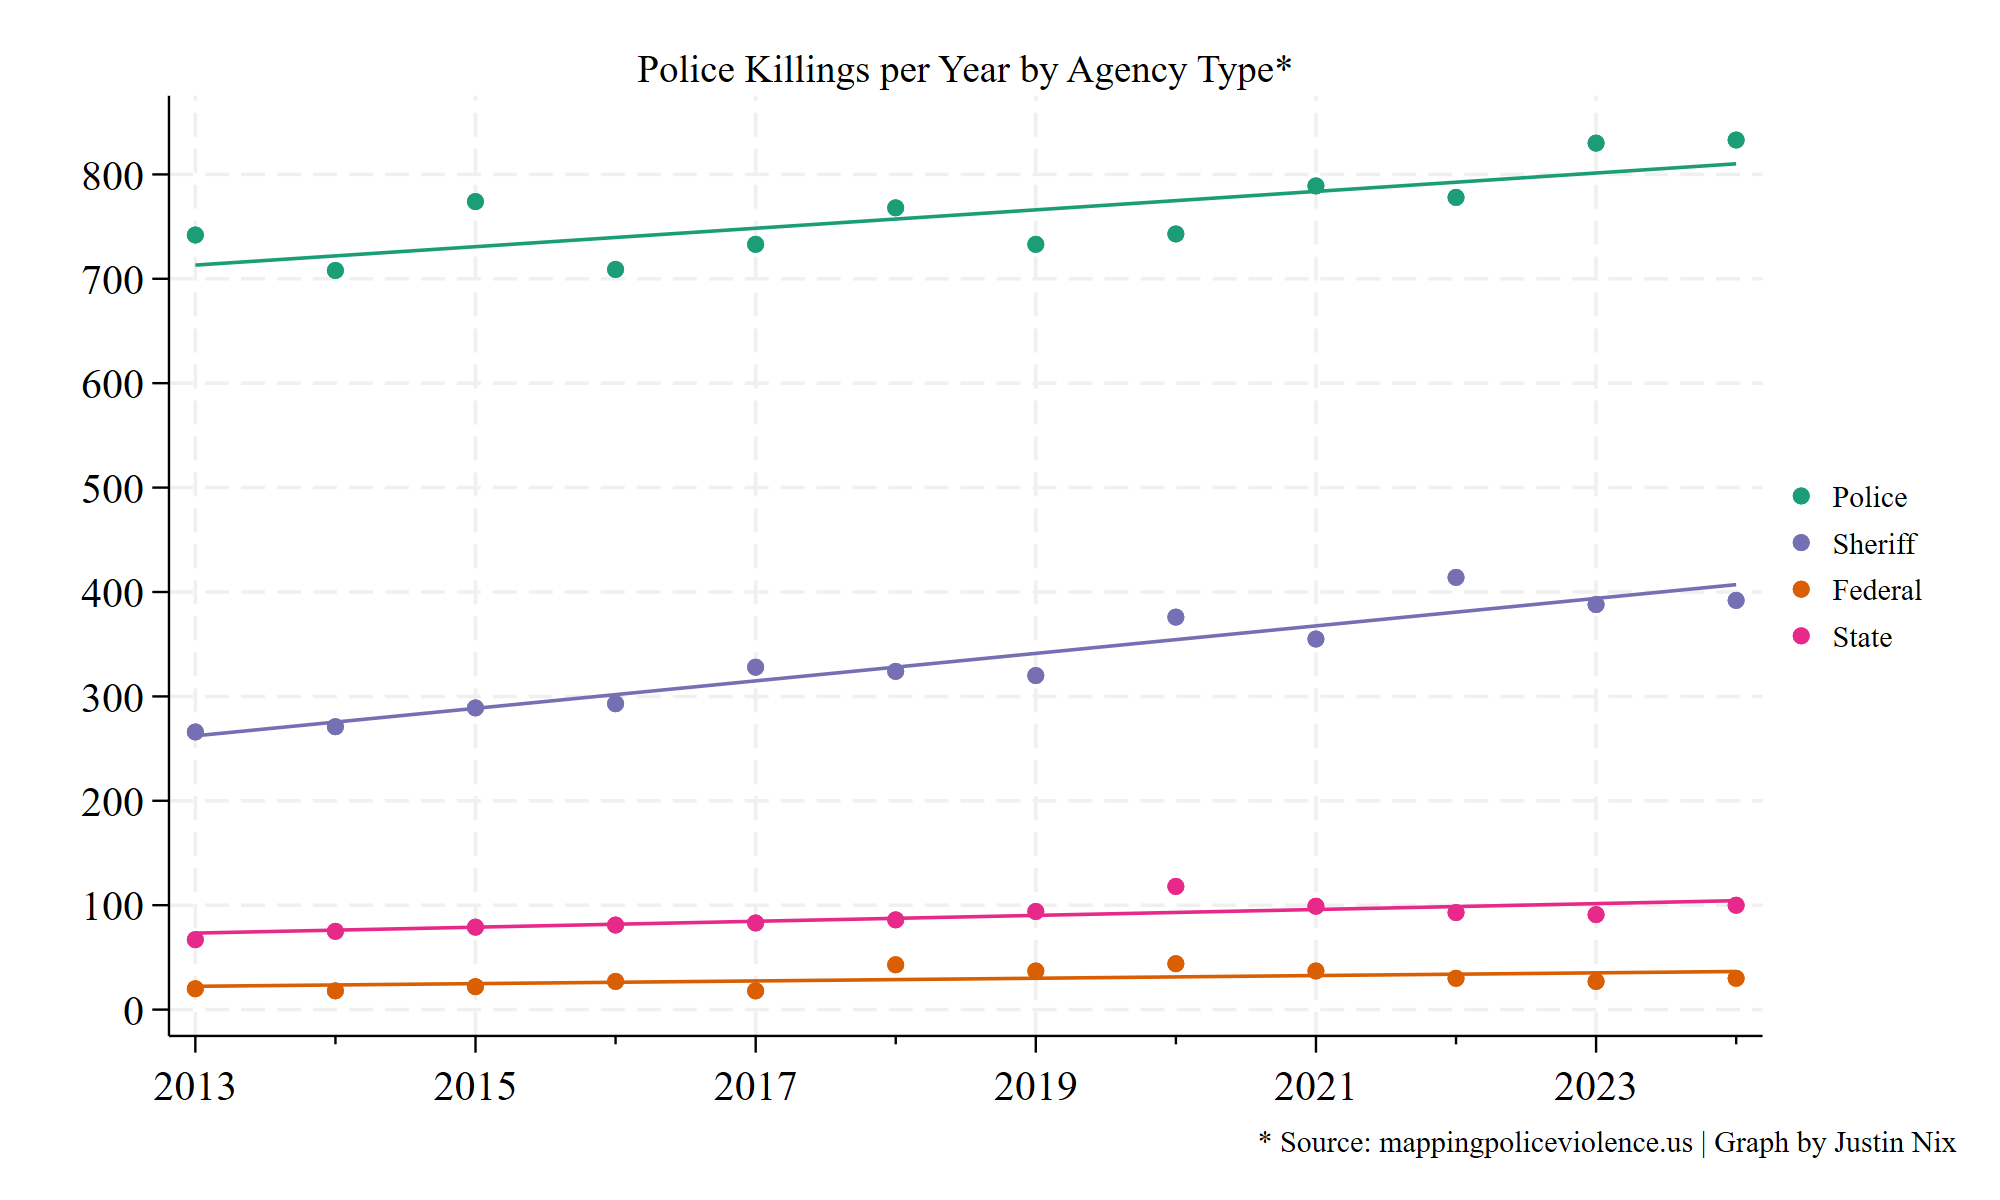 Police Killings per Year by Agency Type*
800
700
600
500
400
300
200
100
0
Police
Sheriff
Federal
State
2013 2015 2017 2019 2021 2023
* Source: mappingpoliceviolence.us | Graph by Justin Nix